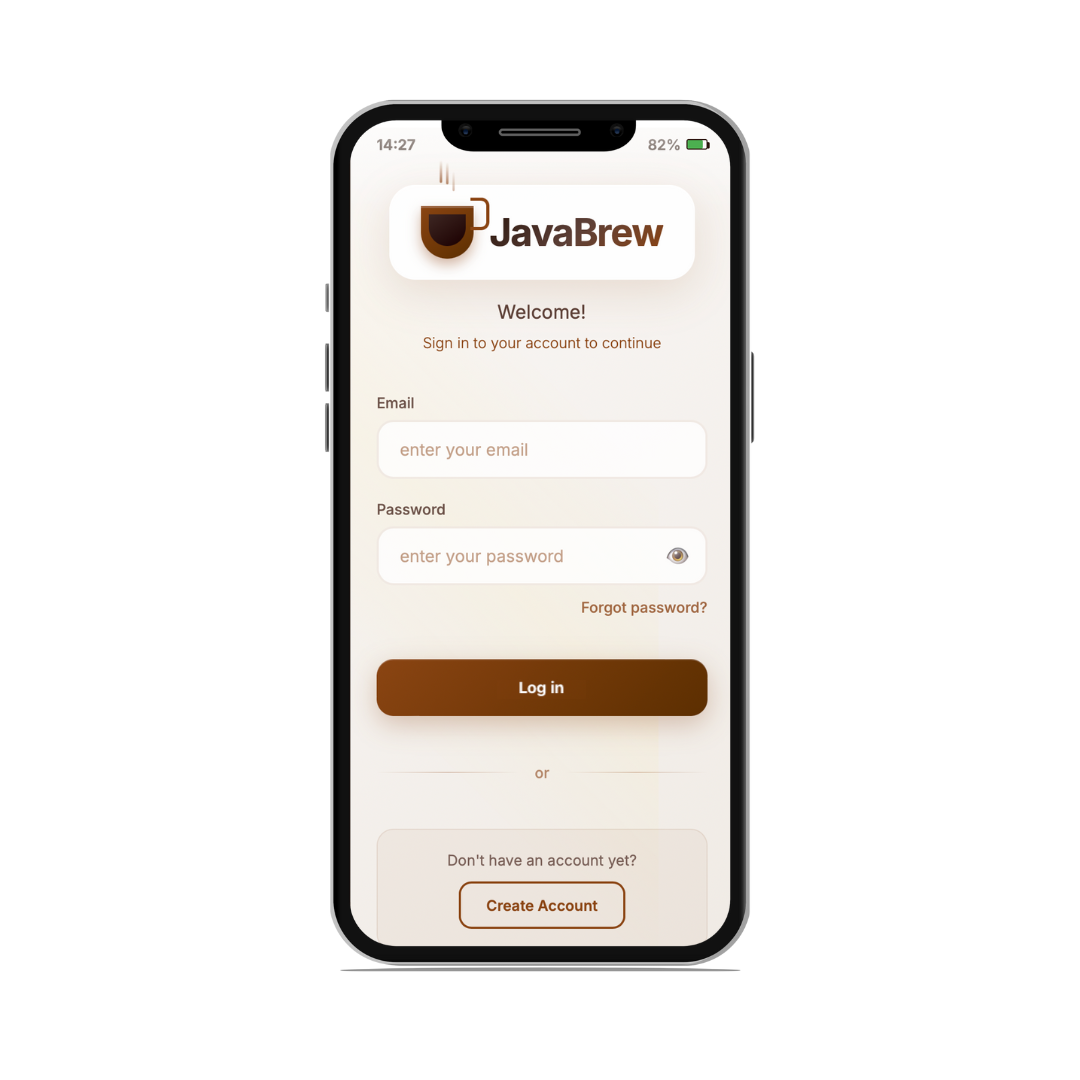 14:27
82%
JavaBrew
Welcome!
Sign in to your account to continue
Email
enter your email
Password
enter your password
Forgot password?
Log in
or
Don't have an account yet?
Create Account